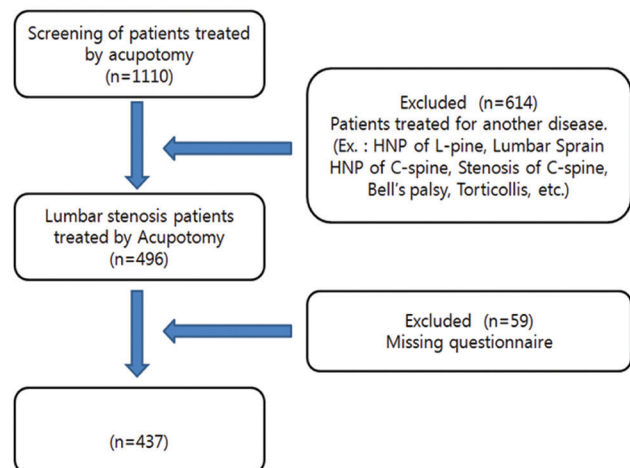 Screening of patients treated
by acupotomy
(n=1110)
Excluded (n=614)
Patients treated for another disease.
(Ex. : HNP of L-pine, Lumbar Sprain
HNP of C-spine, Stenosis of C-spine,
Bell's palsy, Torticollis, etc.)
Lumbar stenosis patients
treated by Acupotomy
(n=496)
Excluded (n=59)
Missing questionnaire
(n=437)